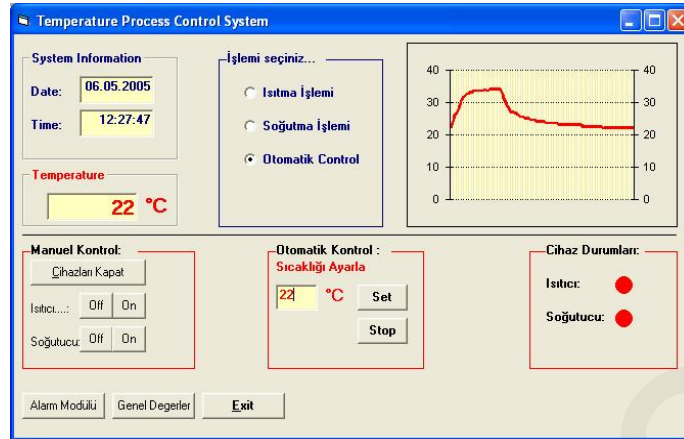 Temperature Process Control System
System Information
Date: 06.05.2005
Time: 12:27:47
Temperature
22 °C
İşlemi seçiniz...
Isıtma İşlemi
Soğutma İşlemi
Otomatik Control
40 40
30 30
20 20
10 10
0 0
Manuel Kontrol:
Cihazları Kapat
Isıtıcı....: Off On
Soğutucu: Off On
Otomatik Kontrol :
Sıcaklığı Ayarla
22 °C Set
Stop
Cihaz Durumları:
Isıtıcı:
Soğutucu:
Alarm Modülü Genel Degerler Exit